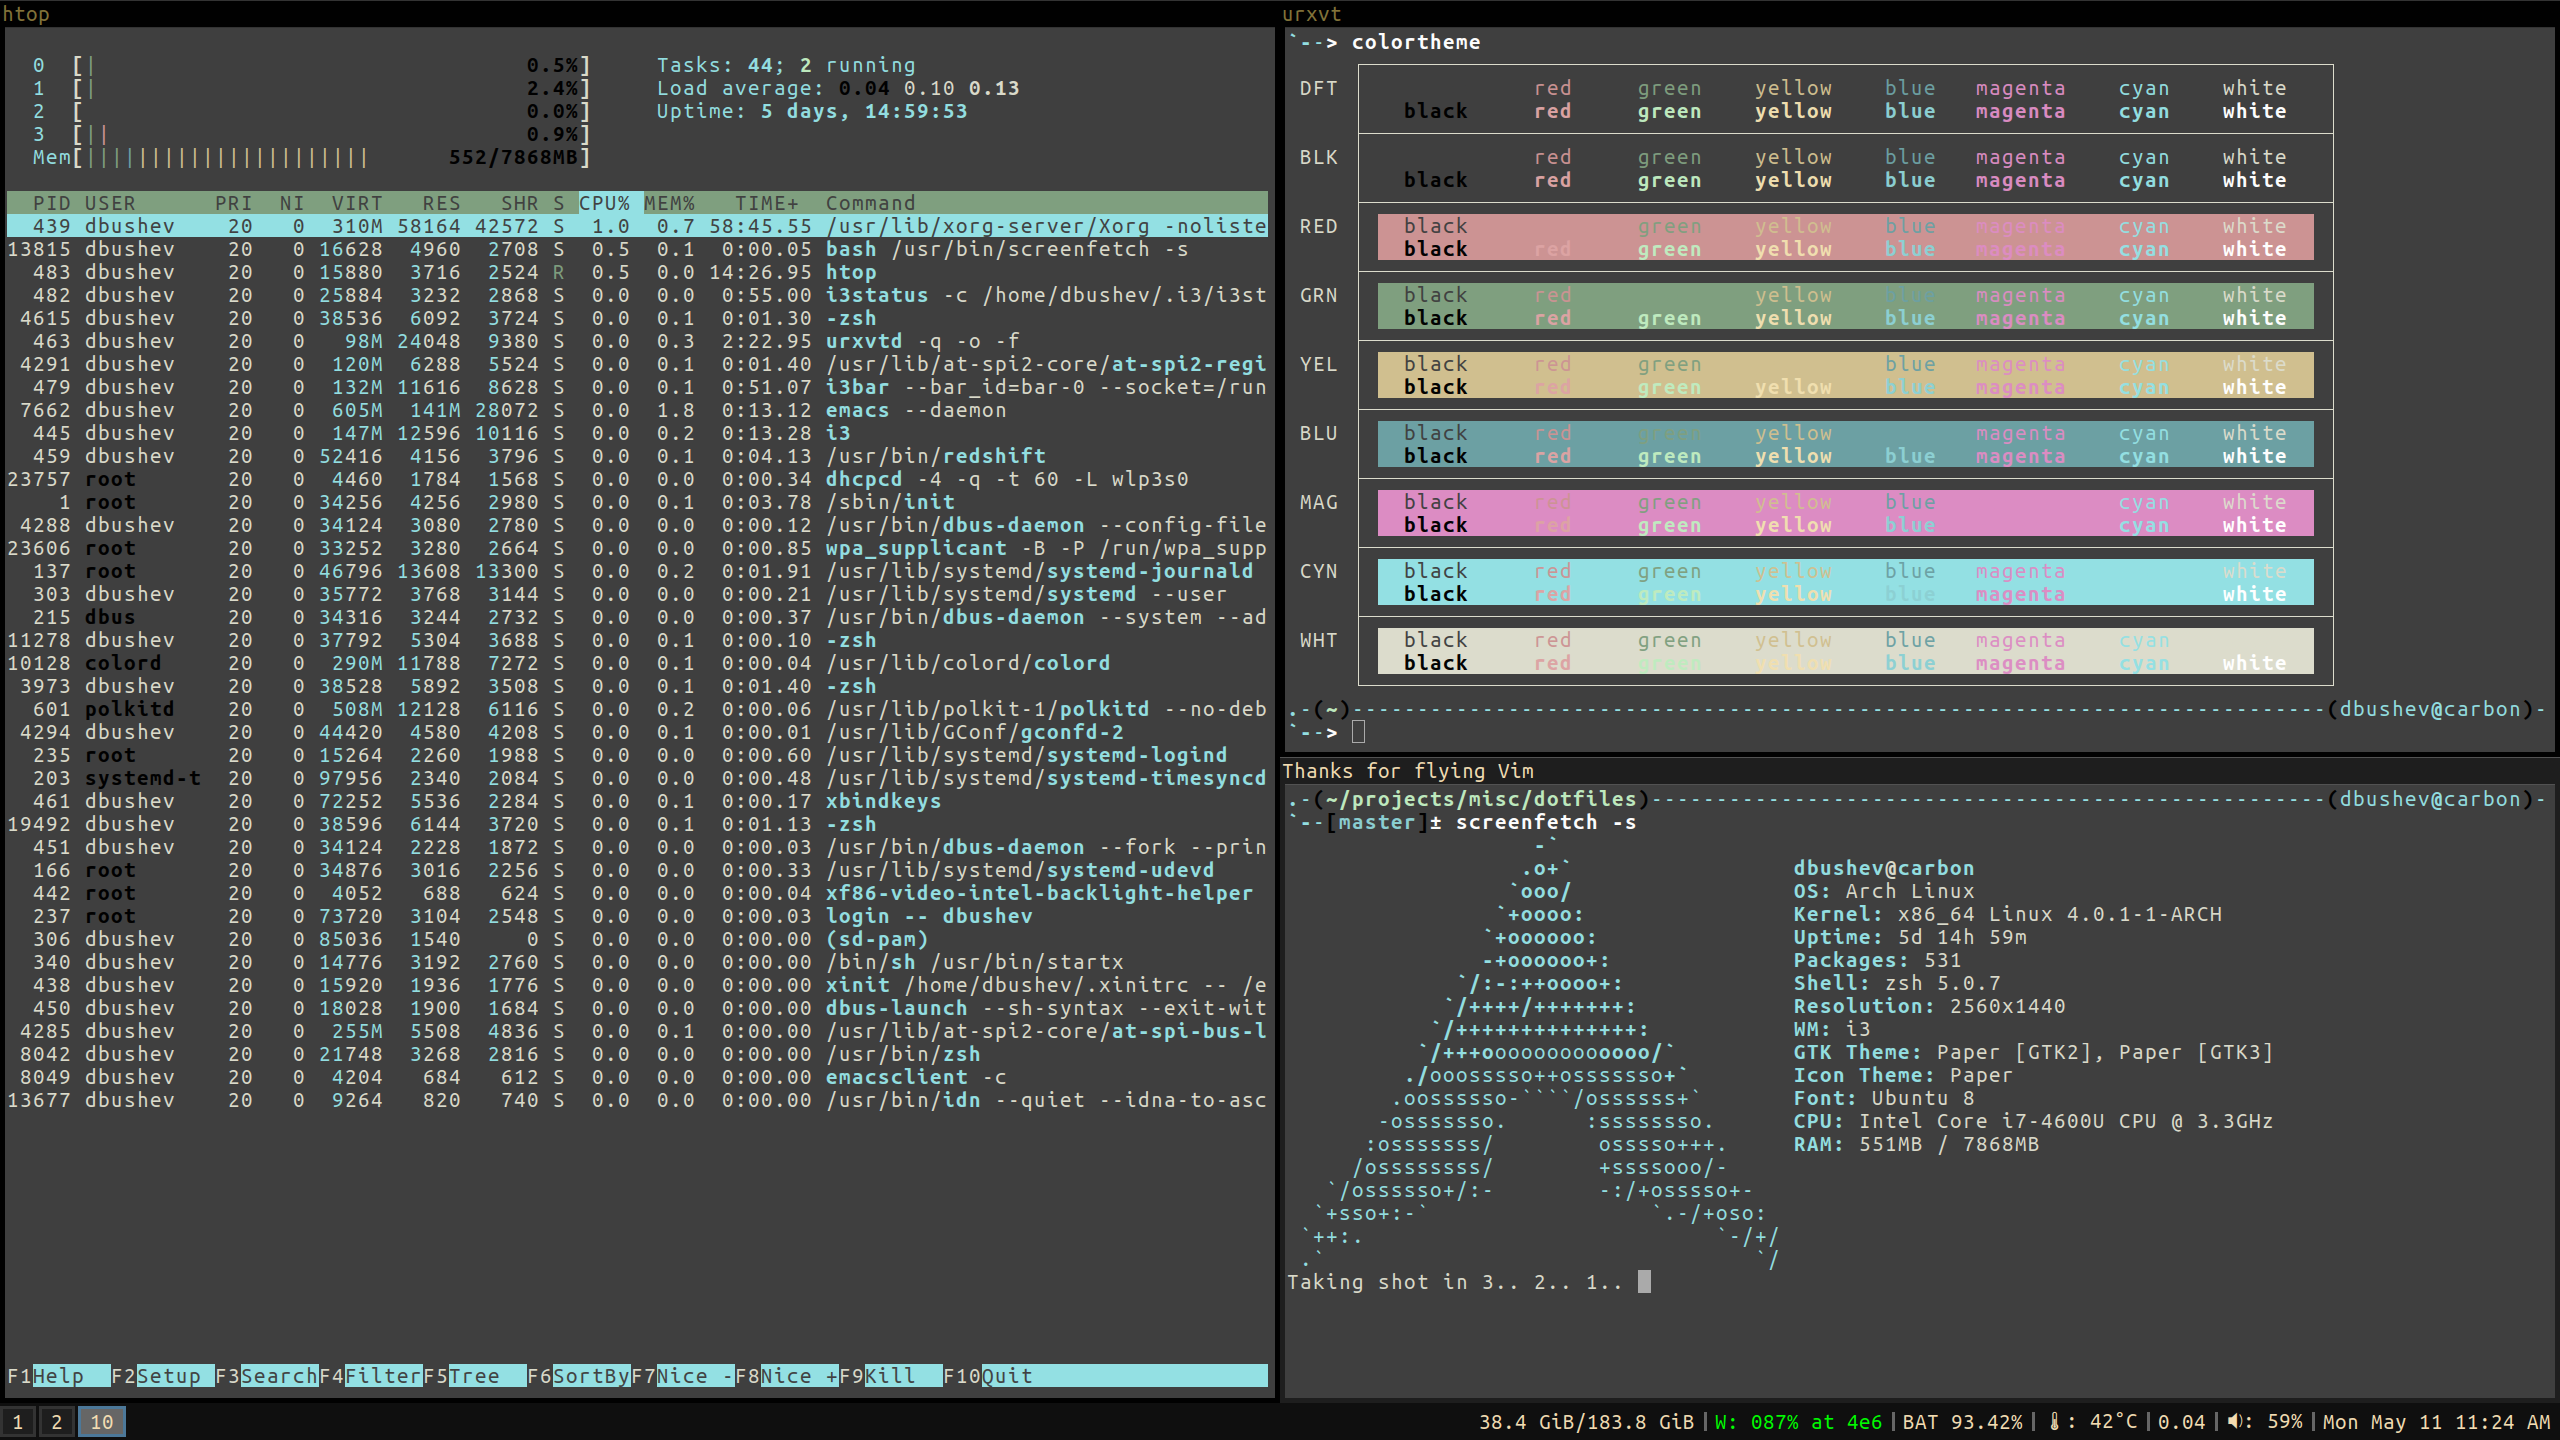 htop
0 [| 0.5%] Tasks: 44; 2 running
1 [| 2.4%] Load average: 0.04 0.10 0.13
2 [ 0.0%] Uptime: 5 days, 14:59:53
3 [|| 0.9%]
Mem[|||||||||||||||||||||| 552/7868MB]
PID USER PRI NI VIRT RES SHR S CPU% MEM% TIME+ Command
439 dbushev 20 0 310M 58164 42572 S 1.0 0.7 58:45.55 /usr/lib/xorg-server/Xorg -noliste
13815 dbushev 20 0 16628 4960 2708 S 0.5 0.1 0:00.05 bash /usr/bin/screenfetch -s
483 dbushev 20 0 15880 3716 2524 R 0.5 0.0 14:26.95 htop
482 dbushev 20 0 25884 3232 2868 S 0.0 0.0 0:55.00 i3status -c /home/dbushev/.i3/i3st
4615 dbushev 20 0 38536 6092 3724 S 0.0 0.1 0:01.30 -zsh
463 dbushev 20 0 98M 24048 9380 S 0.0 0.3 2:22.95 urxvtd -q -o -f
4291 dbushev 20 0 120M 6288 5524 S 0.0 0.1 0:01.40 /usr/lib/at-spi2-core/at-spi2-regi
479 dbushev 20 0 132M 11616 8628 S 0.0 0.1 0:51.07 i3bar --bar_id=bar-0 --socket=/run
7662 dbushev 20 0 605M 141M 28072 S 0.0 1.8 0:13.12 emacs --daemon
445 dbushev 20 0 147M 12596 10116 S 0.0 0.2 0:13.28 i3
459 dbushev 20 0 52416 4156 3796 S 0.0 0.1 0:04.13 /usr/bin/redshift
23757 root 20 0 4460 1784 1568 S 0.0 0.0 0:00.34 dhcpcd -4 -q -t 60 -L wlp3s0
1 root 20 0 34256 4256 2980 S 0.0 0.1 0:03.78 /sbin/init
4288 dbushev 20 0 34124 3080 2780 S 0.0 0.0 0:00.12 /usr/bin/dbus-daemon --config-file
23606 root 20 0 33252 3280 2664 S 0.0 0.0 0:00.85 wpa_supplicant -B -P /run/wpa_supp
137 root 20 0 46796 13608 13300 S 0.0 0.2 0:01.91 /usr/lib/systemd/systemd-journald
303 dbushev 20 0 35772 3768 3144 S 0.0 0.0 0:00.21 /usr/lib/systemd/systemd --user
215 dbus 20 0 34316 3244 2732 S 0.0 0.0 0:00.37 /usr/bin/dbus-daemon --system --ad
11278 dbushev 20 0 37792 5304 3688 S 0.0 0.1 0:00.10 -zsh
10128 colord 20 0 290M 11788 7272 S 0.0 0.1 0:00.04 /usr/lib/colord/colord
3973 dbushev 20 0 38528 5892 3508 S 0.0 0.1 0:01.40 -zsh
601 polkitd 20 0 508M 12128 6116 S 0.0 0.2 0:00.06 /usr/lib/polkit-1/polkitd --no-deb
4294 dbushev 20 0 44420 4580 4208 S 0.0 0.1 0:00.01 /usr/lib/GConf/gconfd-2
235 root 20 0 15264 2260 1988 S 0.0 0.0 0:00.60 /usr/lib/systemd/systemd-logind
203 systemd-t 20 0 97956 2340 2084 S 0.0 0.0 0:00.48 /usr/lib/systemd/systemd-timesyncd
461 dbushev 20 0 72252 5536 2284 S 0.0 0.1 0:00.17 xbindkeys
19492 dbushev 20 0 38596 6144 3720 S 0.0 0.1 0:01.13 -zsh
451 dbushev 20 0 34124 2228 1872 S 0.0 0.0 0:00.03 /usr/bin/dbus-daemon --fork --prin
166 root 20 0 34876 3016 2256 S 0.0 0.0 0:00.33 /usr/lib/systemd/systemd-udevd
442 root 20 0 4052 688 624 S 0.0 0.0 0:00.04 xf86-video-intel-backlight-helper
237 root 20 0 73720 3104 2548 S 0.0 0.0 0:00.03 login -- dbushev
306 dbushev 20 0 85036 1540 0 S 0.0 0.0 0:00.00 (sd-pam)
340 dbushev 20 0 14776 3192 2760 S 0.0 0.0 0:00.00 /bin/sh /usr/bin/startx
438 dbushev 20 0 15920 1936 1776 S 0.0 0.0 0:00.00 xinit /home/dbushev/.xinitrc -- /e
450 dbushev 20 0 18028 1900 1684 S 0.0 0.0 0:00.00 dbus-launch --sh-syntax --exit-wit
4285 dbushev 20 0 255M 5508 4836 S 0.0 0.1 0:00.00 /usr/lib/at-spi2-core/at-spi-bus-l
8042 dbushev 20 0 21748 3268 2816 S 0.0 0.0 0:00.00 /usr/bin/zsh
8049 dbushev 20 0 4204 684 612 S 0.0 0.0 0:00.00 emacsclient -c
13677 dbushev 20 0 9264 820 740 S 0.0 0.0 0:00.00 /usr/bin/idn --quiet --idna-to-asc
F1Help F2Setup F3SearchF4FilterF5Tree F6SortByF7Nice -F8Nice +F9Kill F10Quit
urxvt
`--> colortheme
DFT red green yellow blue magenta cyan white
black red green yellow blue magenta cyan white
BLK red green yellow blue magenta cyan white
black red green yellow blue magenta cyan white
RED black green yellow blue magenta cyan white
black red green yellow blue magenta cyan white
GRN black red yellow blue magenta cyan white
black red green yellow blue magenta cyan white
YEL black red green blue magenta cyan white
black red green yellow blue magenta cyan white
BLU black red green yellow magenta cyan white
black red green yellow blue magenta cyan white
MAG black red green yellow blue cyan white
black red green yellow blue cyan white
CYN black red green yellow blue magenta white
black red green yellow blue magenta white
WHT black red green yellow blue magenta cyan
black red green yellow blue magenta cyan white
.-(~)---------------------------------------------------------------------------(dbushev@carbon)-
`-->
Thanks for flying Vim
.-(~/projects/misc/dotfiles)----------------------------------------------------(dbushev@carbon)-
`--[master]± screenfetch -s
-`
.o+` dbushev@carbon
`ooo/ OS: Arch Linux
`+oooo: Kernel: x86_64 Linux 4.0.1-1-ARCH
`+oooooo: Uptime: 5d 14h 59m
-+oooooo+: Packages: 531
`/:-:++oooo+: Shell: zsh 5.0.7
`/++++/+++++++: Resolution: 2560x1440
`/++++++++++++++: WM: i3
`/+++ooooooooooooo/` GTK Theme: Paper [GTK2], Paper [GTK3]
./ooosssso++osssssso+` Icon Theme: Paper
.oossssso-````/ossssss+` Font: Ubuntu 8
-osssssso. :ssssssso. CPU: Intel Core i7-4600U CPU @ 3.3GHz
:osssssss/ osssso+++. RAM: 551MB / 7868MB
/ossssssss/ +ssssooo/-
`/ossssso+/:- -:/+osssso+-
`+sso+:-` `.-/+oso:
`++:. `-/+/
.` `/
Taking shot in 3.. 2.. 1..
1 2 10 38.4 GiB/183.8 GiB W: 087% at 4e6 BAT 93.42% : 42°C 0.04 : 59% Mon May 11 11:24 AM